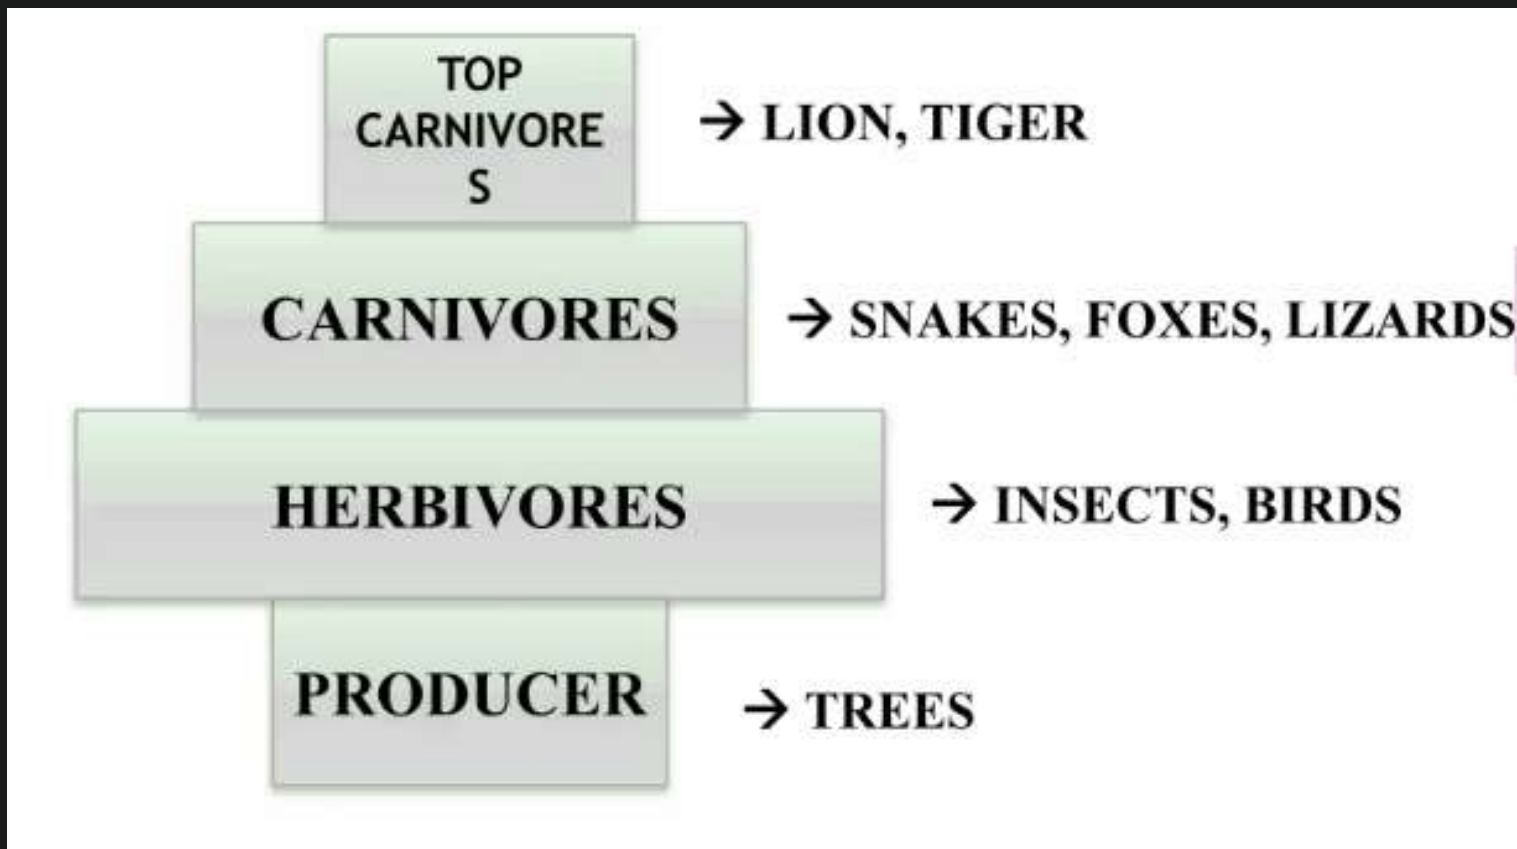 TOP
CARNIVORE
S
→ LION, TIGER
CARNIVORES
→ SNAKES, FOXES, LIZARDS
HERBIVORES
→ INSECTS, BIRDS
PRODUCER
→ TREES